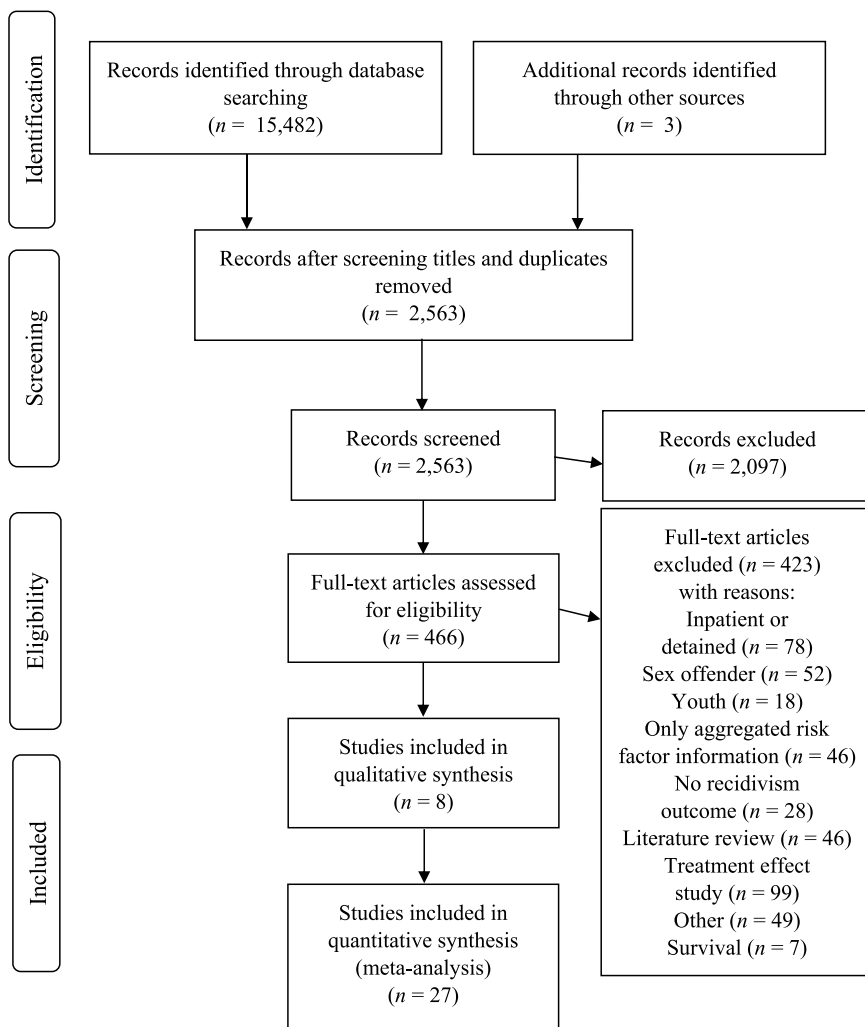 Identification
Records identified through database
searching
(n = 15,482)
Additional records identified
through other sources
(n = 3)
Screening
Records after screening titles and duplicates
removed
(n = 2,563)
Records screened
(n = 2,563)
Records excluded
(n = 2,097)
Eligibility
Full-text articles assessed
for eligibility
(n = 466)
Full-text articles
excluded (n = 423)
with reasons:
Inpatient or
detained (n = 78)
Sex offender (n = 52)
Youth (n = 18)
Only aggregated risk
factor information (n = 46)
No recidivism
outcome (n = 28)
Literature review (n = 46)
Treatment effect
study (n = 99)
Other (n = 49)
Survival (n = 7)
Included
Studies included in
qualitative synthesis
(n = 8)
Studies included in
quantitative synthesis
(meta-analysis)
(n = 27)